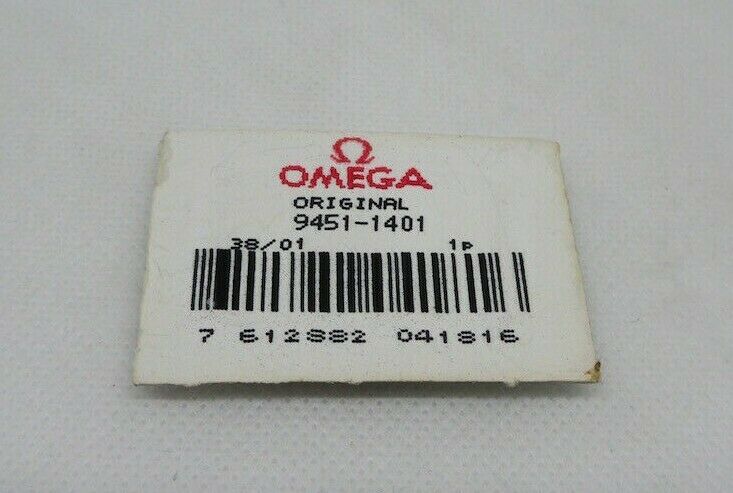 Ω
OMEGA
ORIGINAL
9451-1401
38/01 1p
7 612882 041816